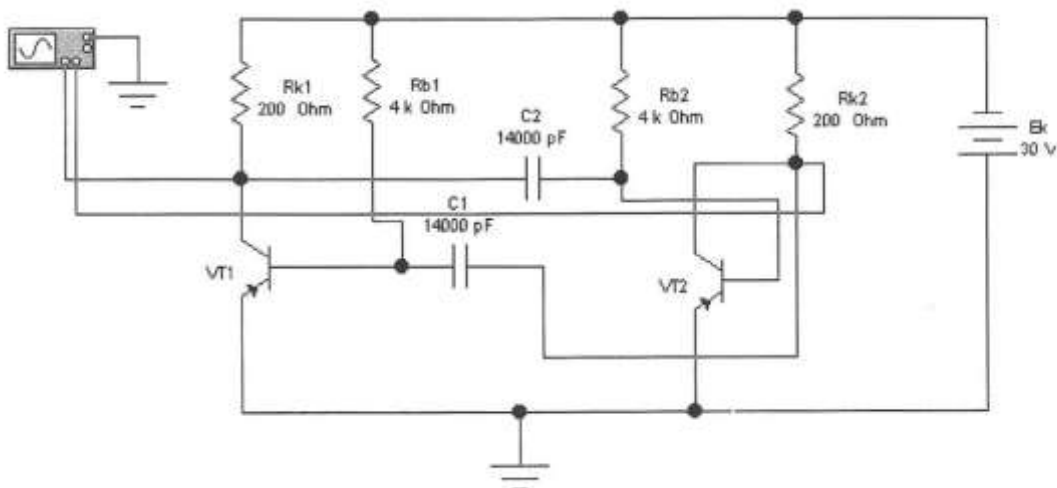 Rk1
200 Ohm
Rb1
4 k Ohm
C2
14000 pF
Rb2
4 k Ohm
Rk2
200 Ohm
Ek
30 V
C1
14000 pF
VT1
VT2